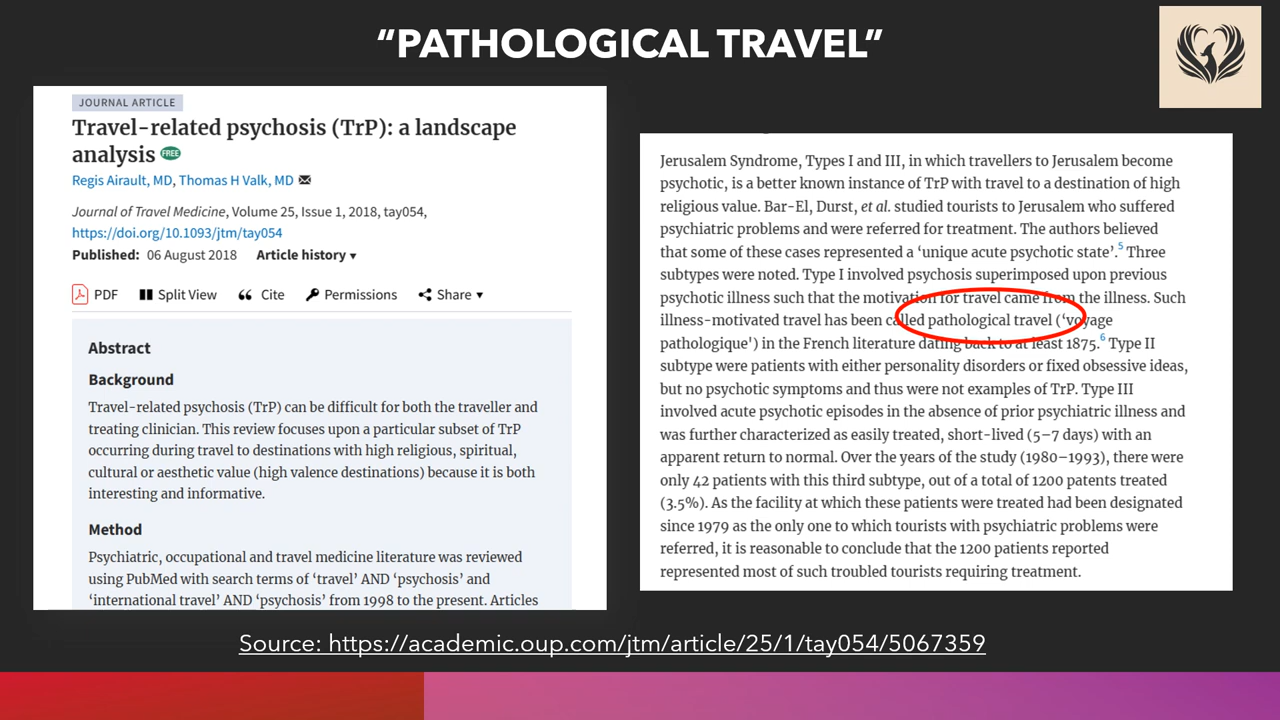 “PATHOLOGICAL TRAVEL”
JOURNAL ARTICLE
Travel-related psychosis (TrP): a landscape
analysis FREE
Regis Airault, MD, Thomas H Valk, MD
Journal of Travel Medicine, Volume 25, Issue 1, 2018, tay054,
https://doi.org/10.1093/jtm/tay054
Published: 06 August 2018 Article history ▾
PDF Split View Cite Permissions Share ▾
Abstract
Background
Travel-related psychosis (TrP) can be difficult for both the traveller and
treating clinician. This review focuses upon a particular subset of TrP
occurring during travel to destinations with high religious, spiritual,
cultural or aesthetic value (high valence destinations) because it is both
interesting and informative.
Method
Psychiatric, occupational and travel medicine literature was reviewed
using PubMed with search terms of ‘travel’ AND ‘psychosis’ and
‘international travel’ AND ‘psychosis’ from 1998 to the present. Articles
Jerusalem Syndrome, Types I and III, in which travellers to Jerusalem become
psychotic, is a better known instance of TrP with travel to a destination of high
religious value. Bar-El, Durst, et al. studied tourists to Jerusalem who suffered
psychiatric problems and were referred for treatment. The authors believed
that some of these cases represented a ‘unique acute psychotic state’.5 Three
subtypes were noted. Type I involved psychosis superimposed upon previous
psychotic illness such that the motivation for travel came from the illness. Such
illness-motivated travel has been called pathological travel (‘voyage
pathologique') in the French literature dating back to at least 1875.6 Type II
subtype were patients with either personality disorders or fixed obsessive ideas,
but no psychotic symptoms and thus were not examples of TrP. Type III
involved acute psychotic episodes in the absence of prior psychiatric illness and
was further characterized as easily treated, short-lived (5–7 days) with an
apparent return to normal. Over the years of the study (1980–1993), there were
only 42 patients with this third subtype, out of a total of 1200 patents treated
(3.5%). As the facility at which these patients were treated had been designated
since 1979 as the only one to which tourists with psychiatric problems were
referred, it is reasonable to conclude that the 1200 patients reported
represented most of such troubled tourists requiring treatment.
Source: https://academic.oup.com/jtm/article/25/1/tay054/5067359